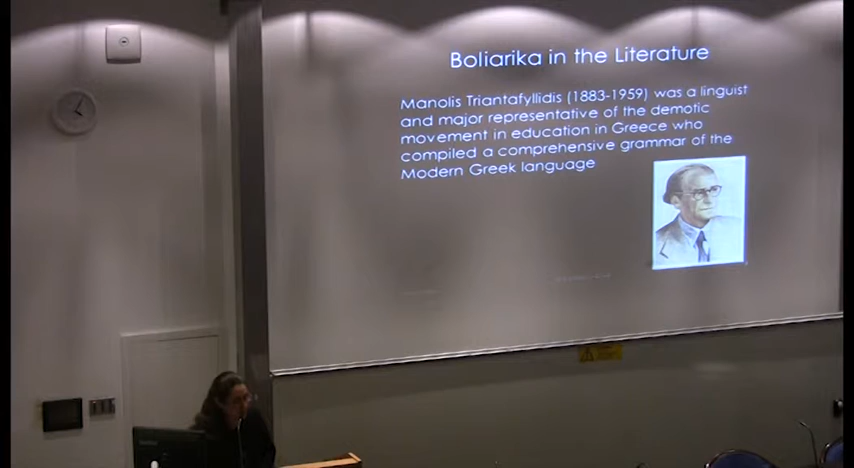 Boliarika in the Literature
Manolis Triantafyllidis (1883-1959) was a linguist
and major representative of the demotic
movement in education in Greece who
compiled a comprehensive grammar of the
Modern Greek language